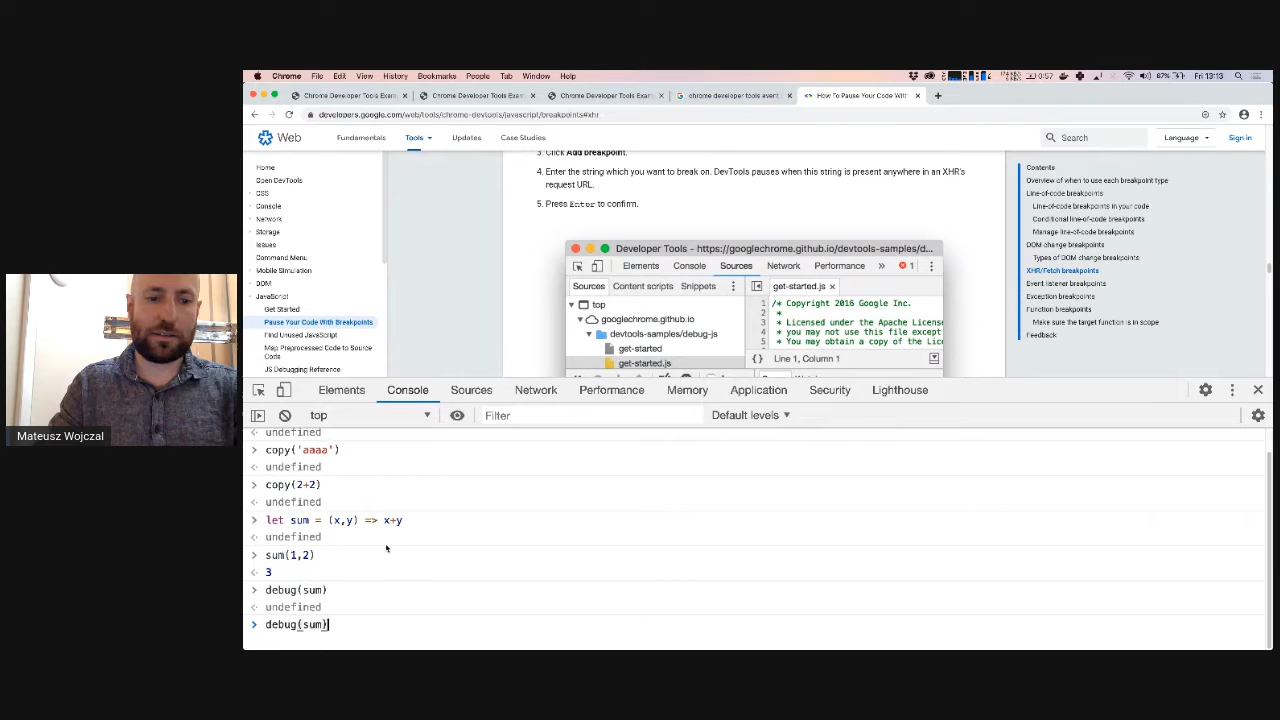 Chrome File Edit View History Bookmarks People Tab Window Help
0:57 87% Fri 13:13
Chrome Developer Tools Exam Chrome Developer Tools Exam Chrome Developer Tools Exam chrome developer tools event How To Pause Your Code With
developers.google.com/web/tools/chrome-devtools/javascript/breakpoints#xhr
Web Fundamentals Tools Updates Case Studies Search Language Sign in
Home
Open DevTools
CSS
Console
Network
Storage
Issues
Command Menu
Mobile Simulation
DOM
JavaScript
Get Started
Pause Your Code With Breakpoints
Find Unused JavaScript
Map Preprocessed Code to Source
Code
JS Debugging Reference
3. Click Add breakpoint.
4. Enter the string which you want to break on. DevTools pauses when this string is present anywhere in an XHR's
request URL.
5. Press Enter to confirm.
Developer Tools - https://googlechrome.github.io/devtools-samples/d...
Elements Console Sources Network Performance » 1
Sources Content scripts Snippets get-started.js ×
top
googlechrome.github.io
devtools-samples/debug-js
get-started
get-started.js
1 /* Copyright 2016 Google Inc.
2 *
3 * Licensed under the Apache License
4 * you may not use this file except
5 * You may obtain a copy of the Lice
{} Line 1, Column 1
Contents
Overview of when to use each breakpoint type
Line-of-code breakpoints
Line-of-code breakpoints in your code
Conditional line-of-code breakpoints
Manage line-of-code breakpoints
DOM change breakpoints
Types of DOM change breakpoints
XHR/Fetch breakpoints
Event listener breakpoints
Exception breakpoints
Function breakpoints
Make sure the target function is in scope
Feedback
Elements Console Sources Network Performance Memory Application Security Lighthouse
top Filter Default levels
undefined
copy('aaaa')
undefined
copy(2+2)
undefined
let sum = (x,y) => x+y
undefined
sum(1,2)
3
debug(sum)
undefined
debug(sum)
Mateusz Wojczal